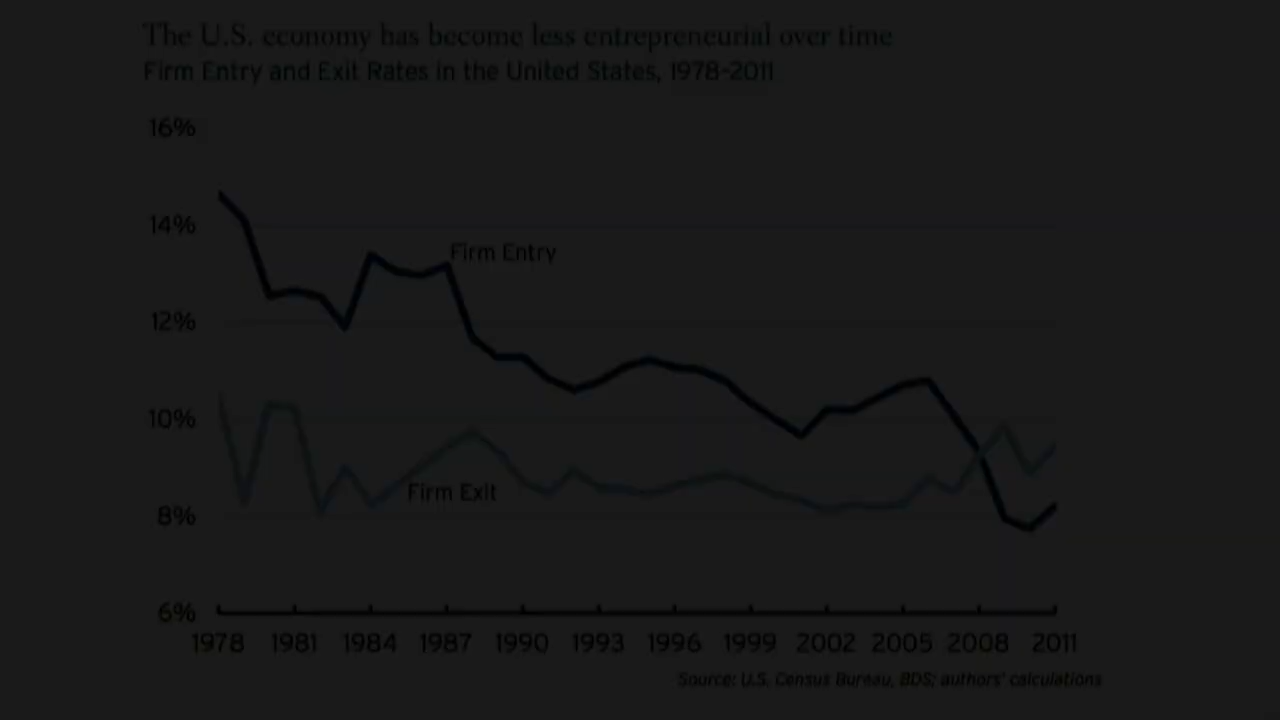 The U.S. economy has become less entrepreneurial over time
Firm Entry and Exit Rates in the United States, 1978-2011
16%
14%
Firm Entry
12%
10%
Firm Exit
8%
6%
1978 1981 1984 1987 1990 1993 1996 1999 2002 2005 2008 2011
Source: U.S. Census Bureau, BDS; authors' calculations